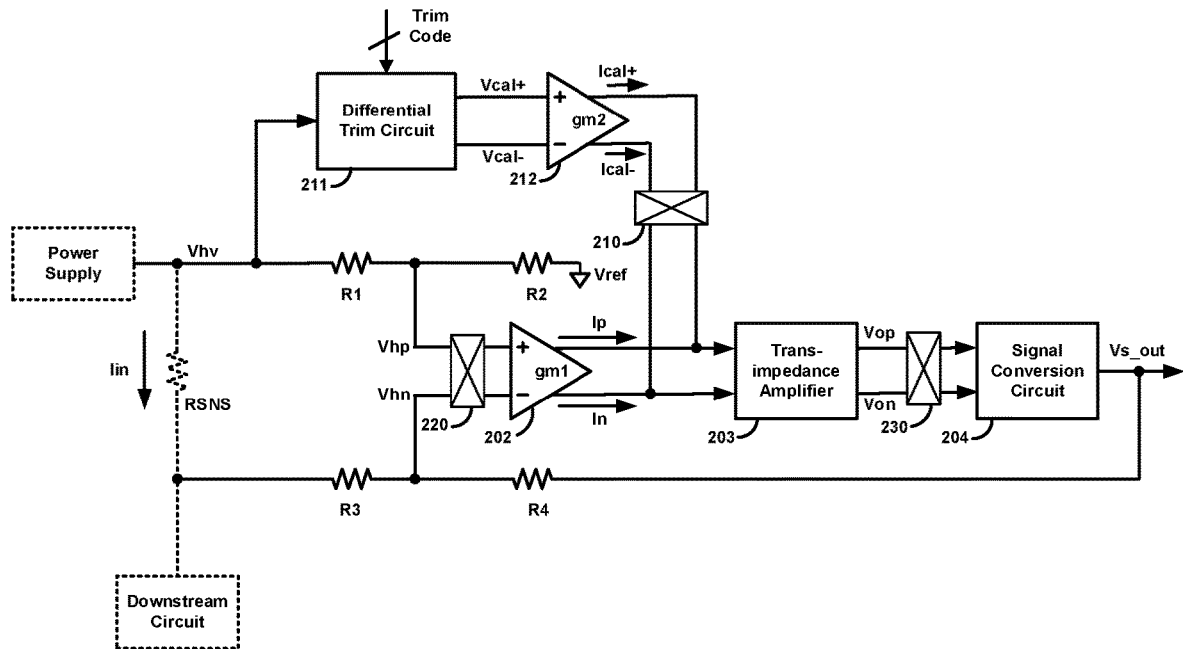 Trim
Code
Differential
Trim Circuit
211
Vcal+
Vcal-
+
gm2
−
212
Ical+
Ical-
210
Power
Supply
Vhv
R1
R2
Vref
Iin
RSNS
Vhp
Vhn
220
+
gm1
−
202
Ip
In
Trans-
impedance
Amplifier
203
Vop
Von
230
Signal
Conversion
Circuit
204
Vs_out
R3
R4
Downstream
Circuit